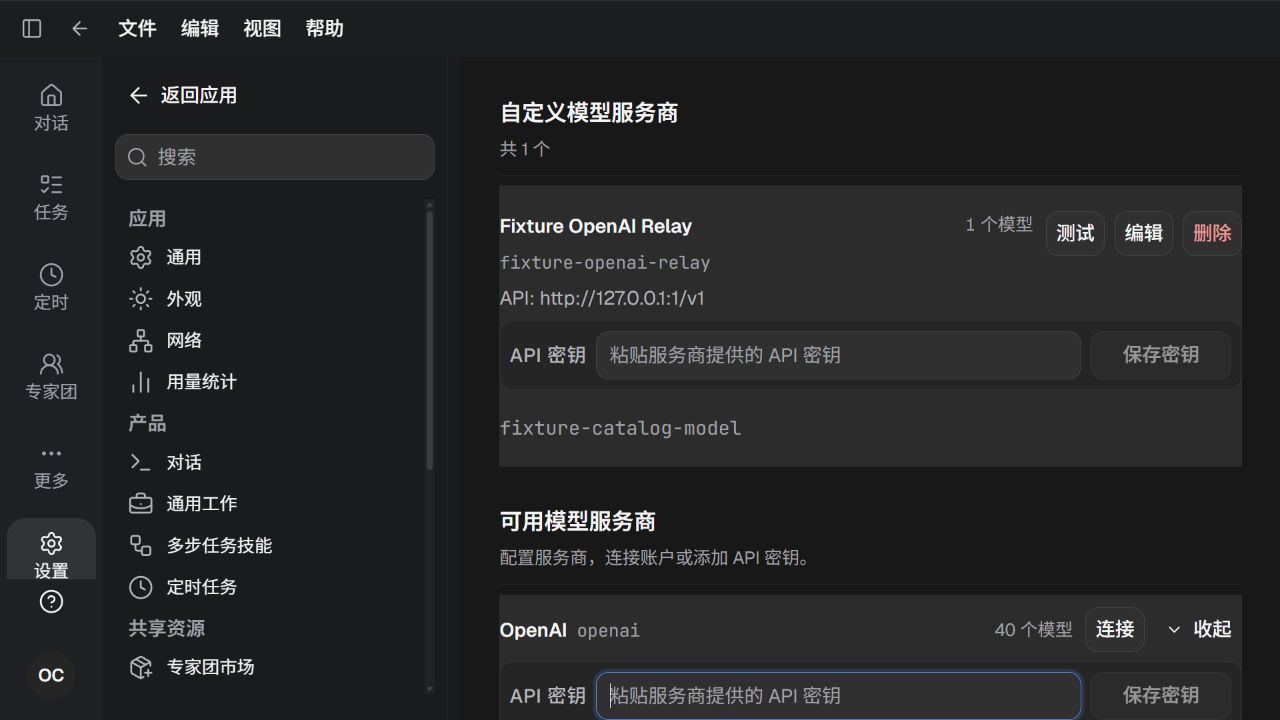 文件 编辑 视图 帮助
对话
任务
定时
专家团
更多
设置
OC
返回应用
搜索
应用
通用
外观
网络
用量统计
产品
对话
通用工作
多步任务技能
定时任务
共享资源
专家团市场
自定义模型服务商
共 1 个
Fixture OpenAI Relay 1 个模型 测试 编辑 删除
fixture-openai-relay
API: http://127.0.0.1:1/v1
API 密钥 粘贴服务商提供的 API 密钥 保存密钥
fixture-catalog-model
可用模型服务商
配置服务商，连接账户或添加 API 密钥。
OpenAI openai 40 个模型 连接 收起
API 密钥 粘贴服务商提供的 API 密钥 保存密钥